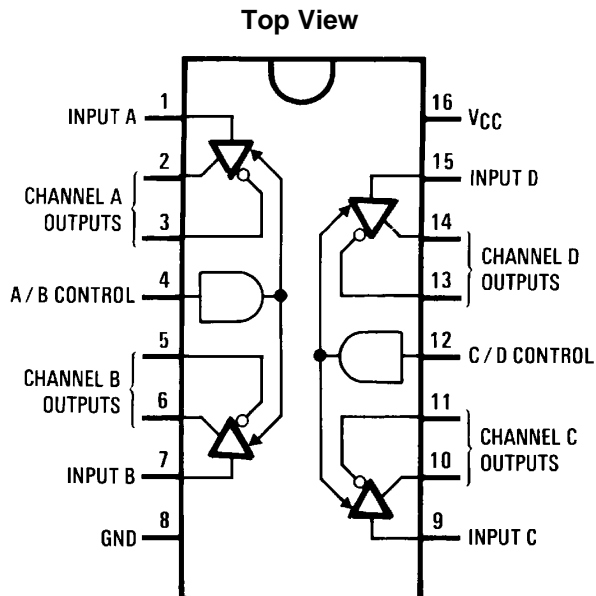 Top View
1
INPUT A
2
CHANNEL A
OUTPUTS
3
4
A / B CONTROL
5
CHANNEL B
OUTPUTS
6
7
INPUT B
8
GND
16
VCC
15
INPUT D
14
CHANNEL D
OUTPUTS
13
12
C / D CONTROL
11
CHANNEL C
OUTPUTS
10
9
INPUT C